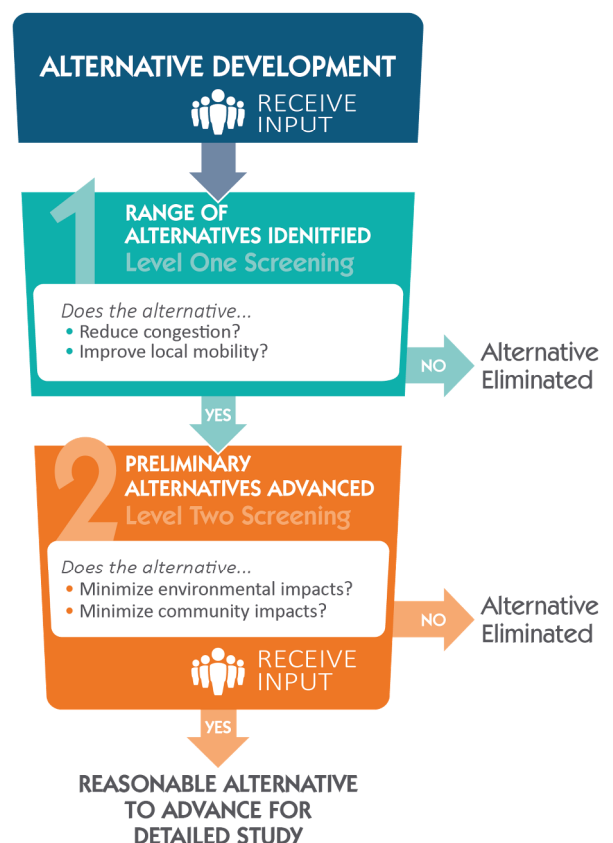 ALTERNATIVE DEVELOPMENT
RECEIVE
INPUT
1
RANGE OF
ALTERNATIVES IDENITFIED
Level One Screening
Does the alternative...
• Reduce congestion?
• Improve local mobility?
NO
Alternative
Eliminated
YES
2
PRELIMINARY
ALTERNATIVES ADVANCED
Level Two Screening
Does the alternative...
• Minimize environmental impacts?
• Minimize community impacts?
NO
Alternative
Eliminated
RECEIVE
INPUT
YES
REASONABLE ALTERNATIVE
TO ADVANCE FOR
DETAILED STUDY